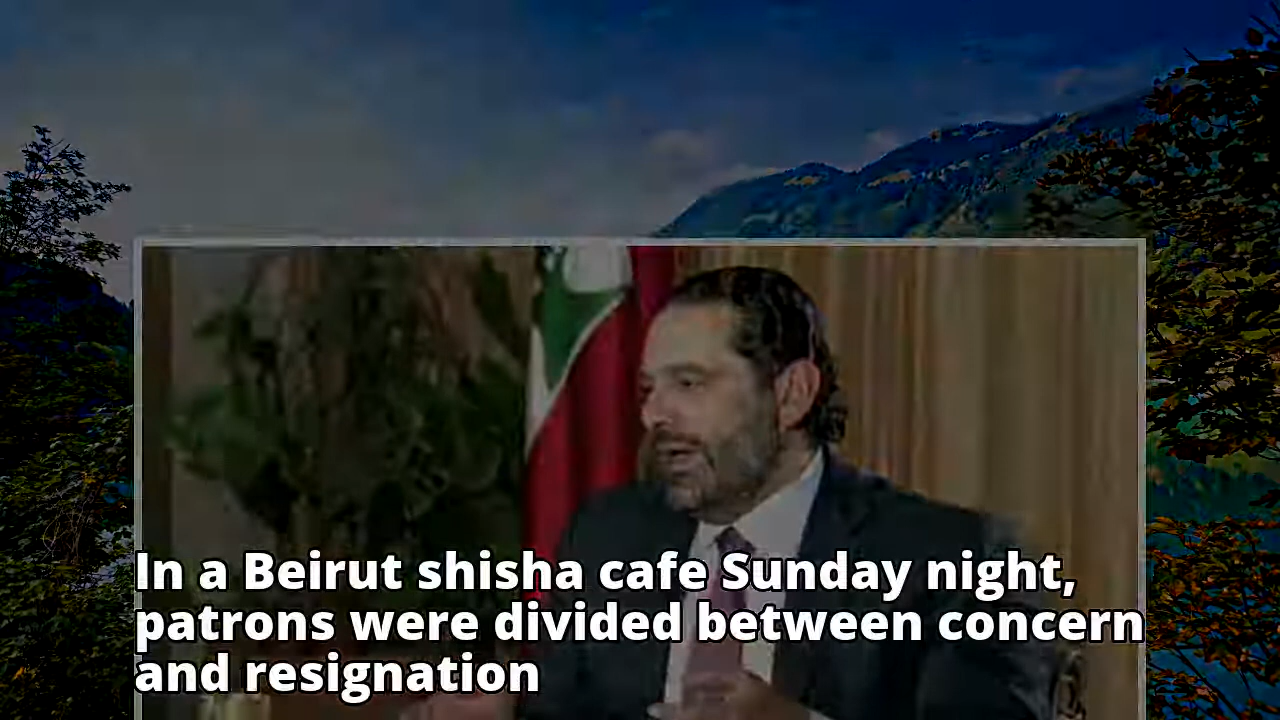 In a Beirut shisha cafe Sunday night,
patrons were divided between concern
and resignation